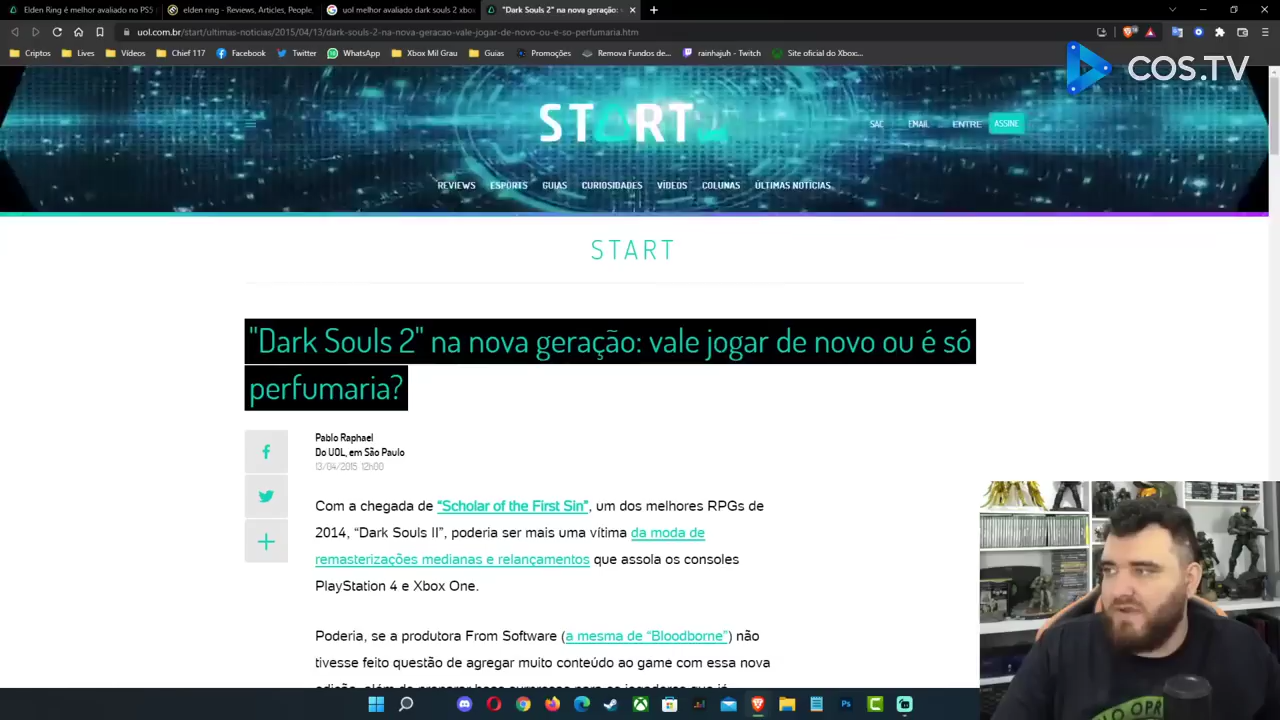 Elden Ring é melhor avaliado no PS5
elden ring - Reviews, Articles, People,
uol melhor avaliado dark souls 2 xbox
"Dark Souls 2" na nova geração:
uol.com.br/start/ultimas-noticias/2015/04/13/dark-souls-2-na-nova-geracao-vale-jogar-de-novo-ou-e-so-perfumaria.htm
Criptos
Lives
Vídeos
Chief 117
Facebook
Twitter
WhatsApp
Xbox Mil Grau
Guias
Promoções
Remova Fundos de...
rainhajuh - Twitch
Site oficial do Xbox...
COS.TV
START
SAC
EMAIL
ENTRE
ASSINE
REVIEWS
ESPORTS
GUIAS
CURIOSIDADES
VÍDEOS
COLUNAS
ÚLTIMAS NOTÍCIAS
START
"Dark Souls 2" na nova geração: vale jogar de novo ou é só
perfumaria?
Pablo Raphael
Do UOL, em São Paulo
13/04/2015 12h00
Com a chegada de “Scholar of the First Sin”, um dos melhores RPGs de
2014, “Dark Souls II”, poderia ser mais uma vítima da moda de
remasterizações medianas e relançamentos que assola os consoles
PlayStation 4 e Xbox One.
Poderia, se a produtora From Software (a mesma de “Bloodborne”) não
tivesse feito questão de agregar muito conteúdo ao game com essa nova